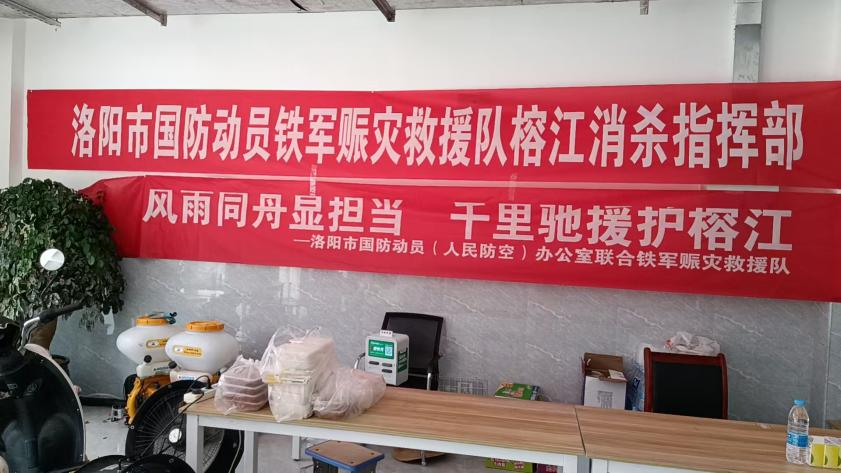 洛阳市国防动员铁军赈灾救援队榕江消杀指挥部
风雨同舟显担当 千里驰援护榕江
—洛阳市国防动员（人民防空）办公室联合铁军赈灾救援队